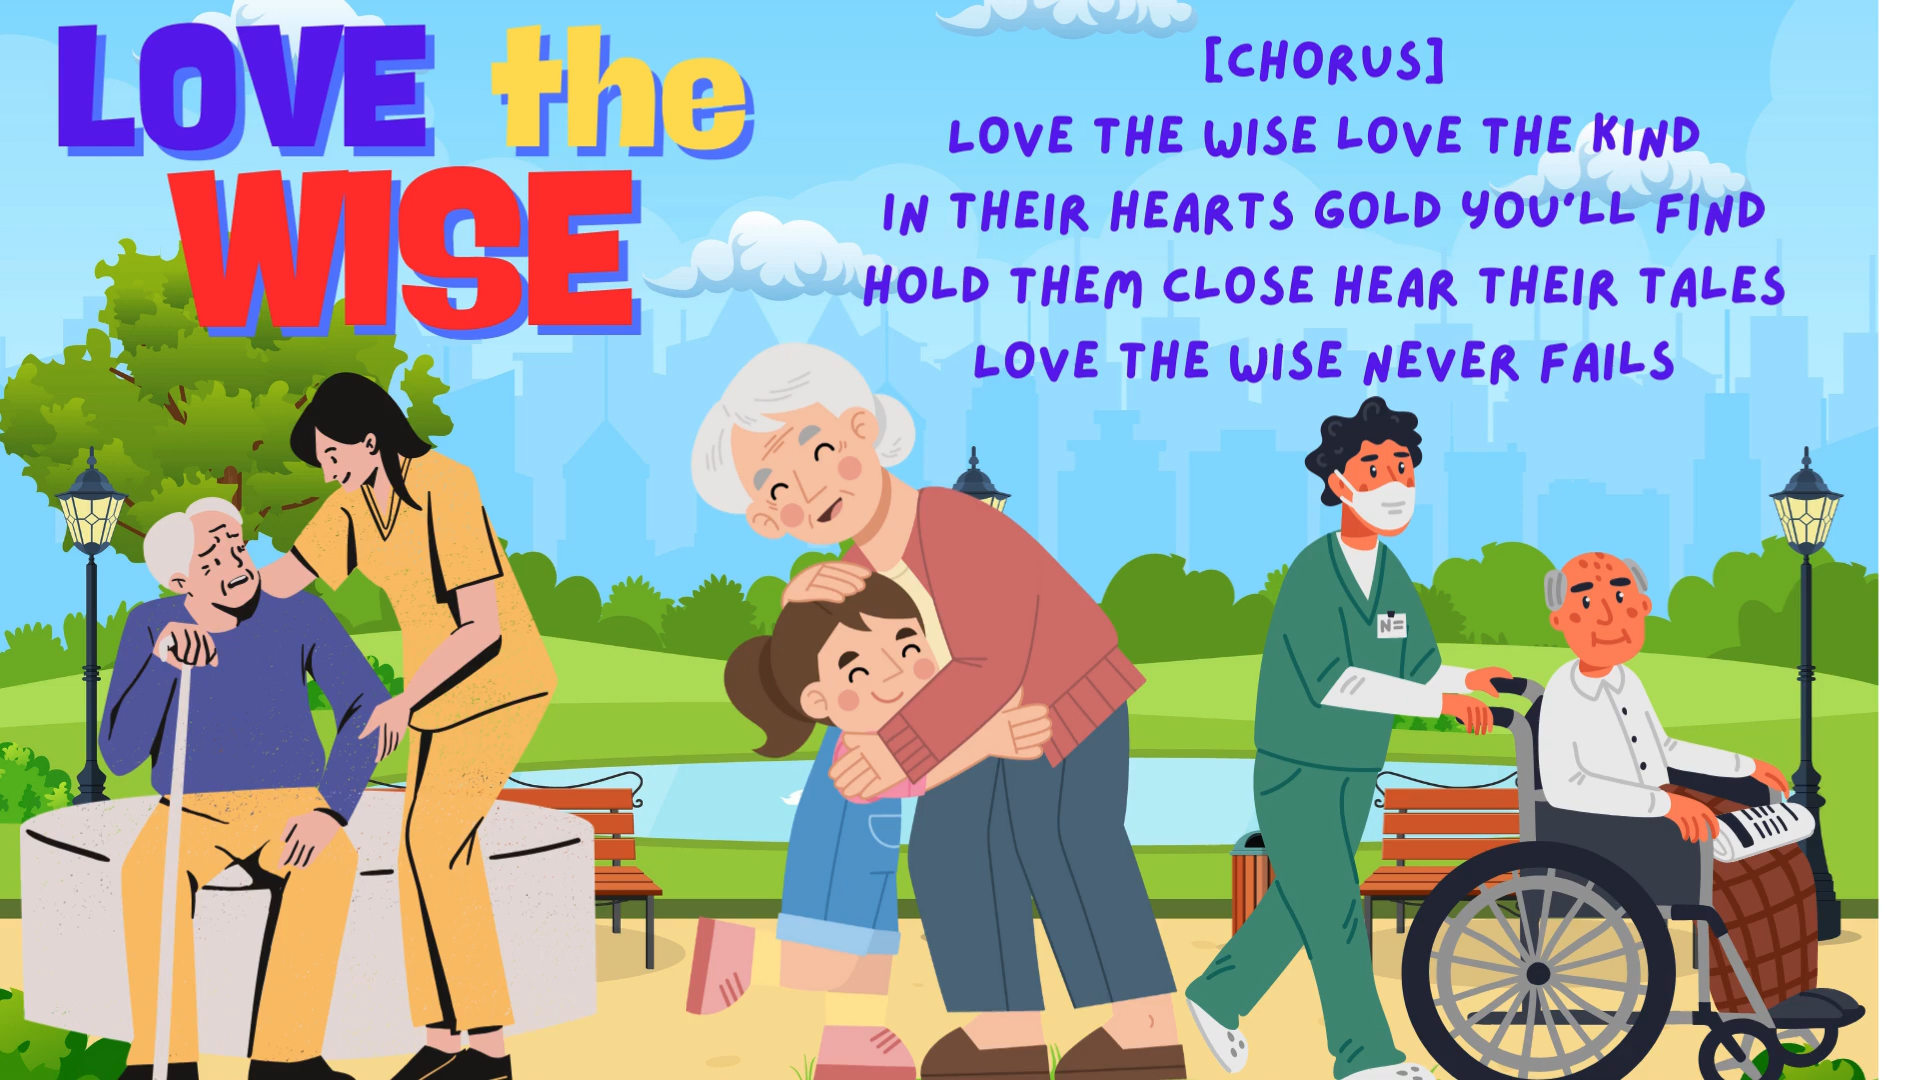 LOVE the
WISE
[CHORUS]
LOVE THE WISE LOVE THE KIND
IN THEIR HEARTS GOLD YOU'LL FIND
HOLD THEM CLOSE HEAR THEIR TALES
LOVE THE WISE NEVER FAILS